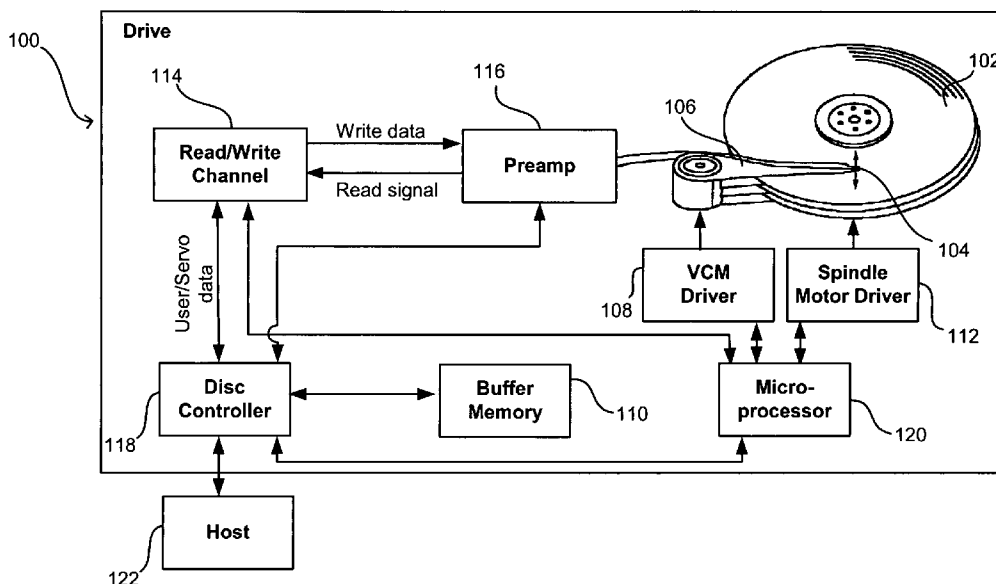 Drive
100
114
116
102
106
Write data
Read/Write
Channel
Preamp
Read signal
104
User/Servo
data
108
VCM
Driver
Spindle
Motor Driver
112
Disc
Controller
Buffer
Memory
Micro-
processor
118
110
120
Host
122